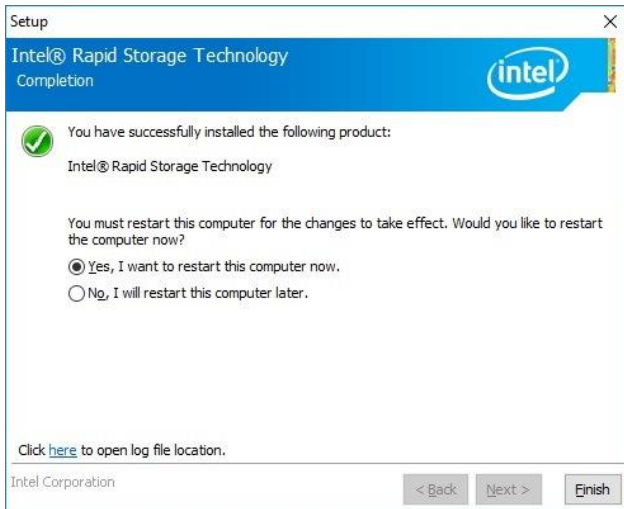 Setup
Intel® Rapid Storage Technology
Completion
intel
You have successfully installed the following product:
Intel® Rapid Storage Technology
You must restart this computer for the changes to take effect. Would you like to restart
the computer now?
Yes, I want to restart this computer now.
No, I will restart this computer later.
Click here to open log file location.
Intel Corporation
< Back Next > Finish